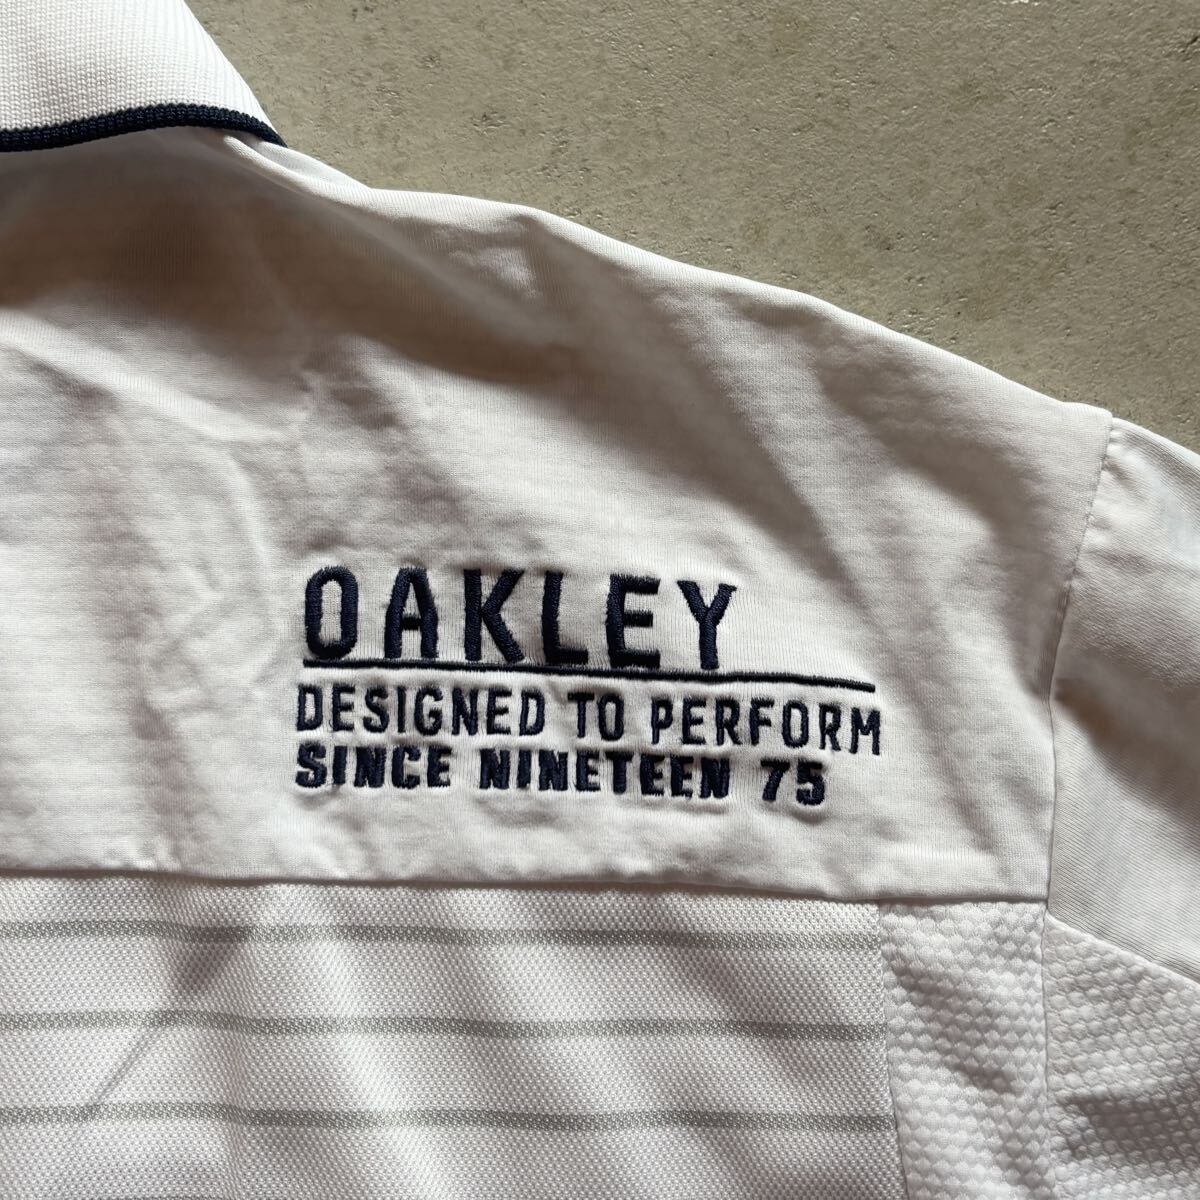 OAKLEY
DESIGNED TO PERFORM
SINCE NINETEEN 75